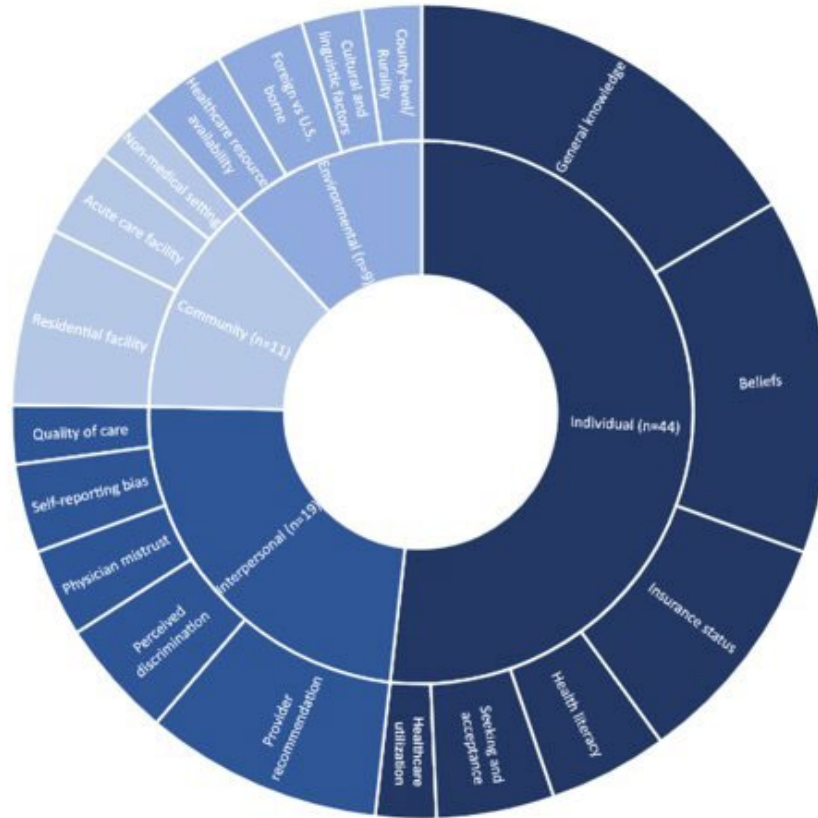 General knowledge
Beliefs
Insurance status
Health literacy
Seeking and
acceptance
Healthcare
utilization
Provider
recommendation
Perceived
discrimination
Physician mistrust
Self-reporting bias
Quality of care
Residential facility
Acute care facility
Non-medical setting
Healthcare resource
availability
Foreign vs U.S.
borne
Cultural and
linguistic factors
County-level/
Rurality
Individual (n=44)
Interpersonal (n=19)
Community (n=11)
Environmental (n=9)